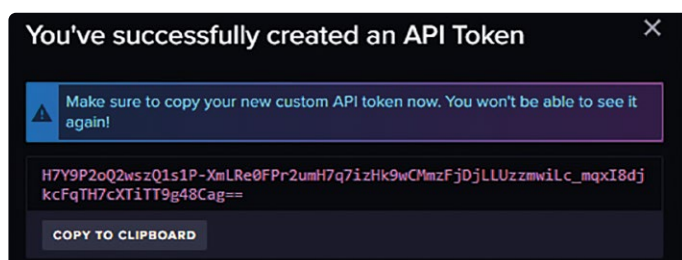 You've successfully created an API Token
Make sure to copy your new custom API token now. You won't be able to see it
again!
H7Y9P2oQ2wszQ1s1P-XmLRe0FPr2umH7q7izHk9wCMmzFjDjLLUzzmwiLc_mqxI8dj
kcFqTH7cXTiTT9g48Cag==
COPY TO CLIPBOARD